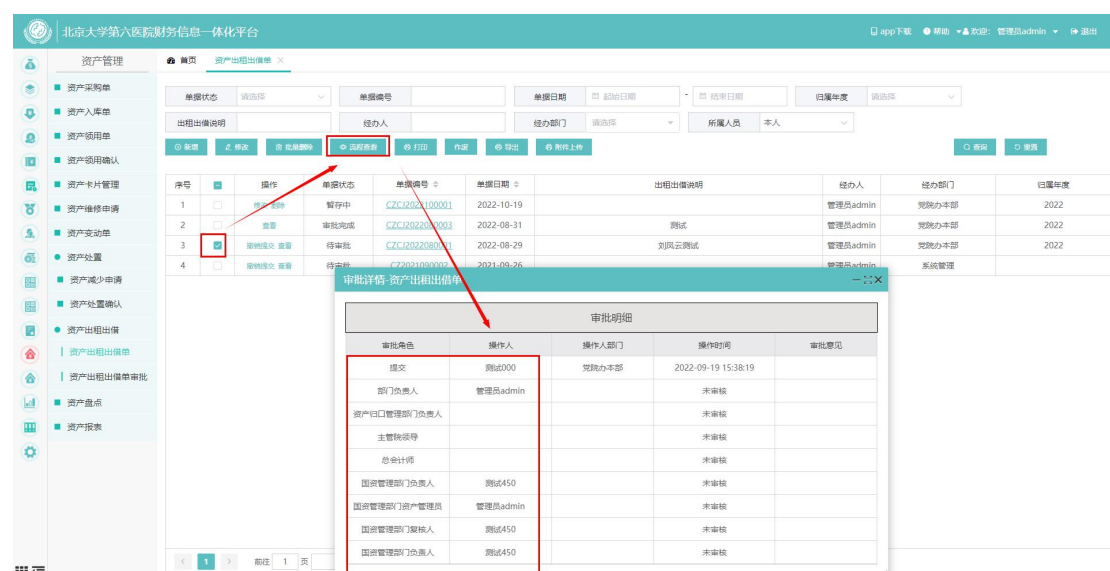 北京大学第六医院财务信息一体化平台
app下载 帮助 欢迎: 管理员admin 退出
资产管理
首页 资产出租出借单 ×
资产采购单
资产入库单
资产领用单
资产领用确认
资产卡片管理
资产维修申请
资产变动单
资产处置
资产减少申请
资产处置确认
资产出租出借
资产出租出借单
资产出租出借单审批
资产盘点
资产报表
单据状态 请选择 单据编号 单据日期 起始日期 - 结束日期 归属年度 请选择
出租出借说明 经办人 经办部门 请选择 所属人员 本人
新增 修改 批量删除 流程查看 打印 作废 导出 附件上传 查询 重置
序号 操作 单据状态 单据编号 单据日期 出租出借说明 经办人 经办部门 归属年度
1 修改 删除 暂存中 CZCJ2022100001 2022-10-19 管理员admin 党院办本部 2022
2 查看 审批完成 CZCJ2022080003 2022-08-31 测试 管理员admin 党院办本部 2022
3 撤销提交 查看 待审批 CZCJ2022080001 2022-08-29 刘凤云测试 管理员admin 党院办本部 2022
4 撤销提交 查看 待审批 CZ2021090002 2021-09-26 管理员admin 系统管理
审批详情-资产出租出借单
审批明细
审批角色 操作人 操作人部门 操作时间 审批意见
提交 测试000 党院办本部 2022-09-19 15:38:19
部门负责人 管理员admin 未审核
资产归口管理部门负责人 未审核
主管院领导 未审核
总会计师 未审核
国资管理部门负责人 测试450 未审核
国资管理部门资产管理员 管理员admin 未审核
国资管理部门复核人 测试450 未审核
国资管理部门负责人 测试450 未审核
< 1 > 前往 1 页